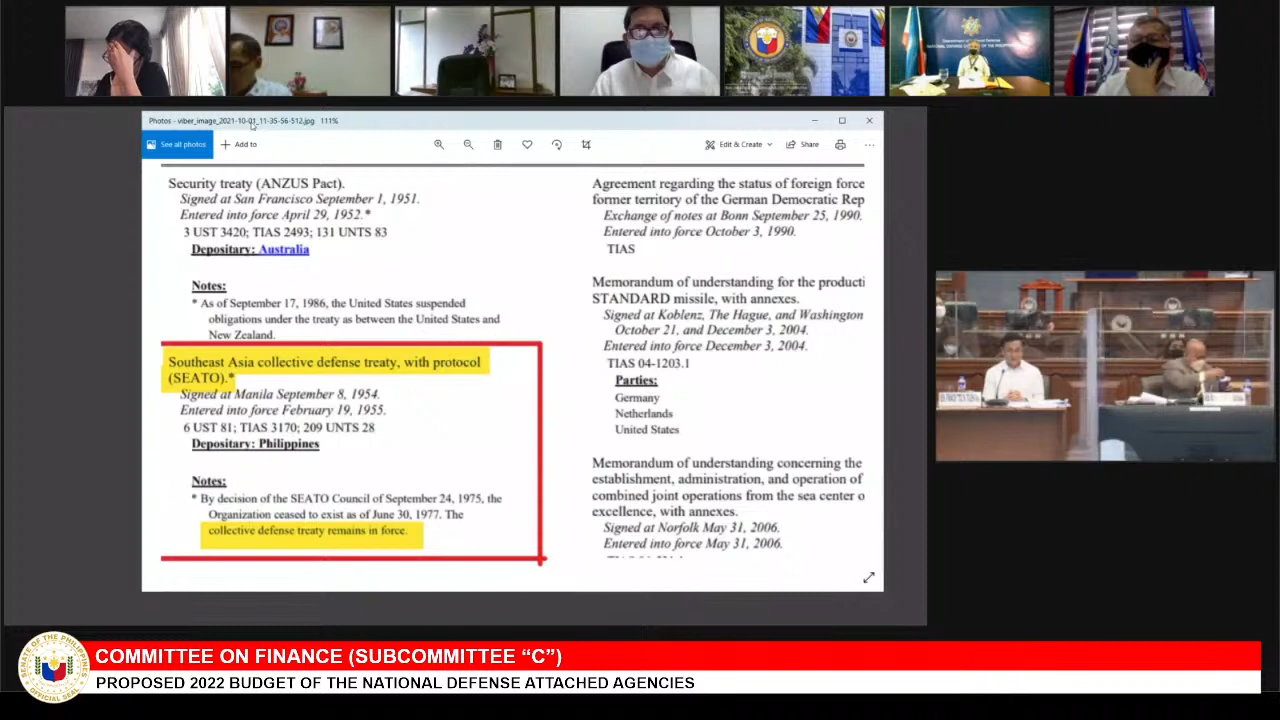 NATIONAL DEFENSE
Photos - viber_image_2021-10-01_11-35-56-512.jpg 111%
See all photos
Add to
Edit & Create
Share
Security treaty (ANZUS Pact).
Signed at San Francisco September 1, 1951.
Entered into force April 29, 1952.*
3 UST 3420; TIAS 2493; 131 UNTS 83
Depositary: Australia
Notes:
* As of September 17, 1986, the United States suspended
obligations under the treaty as between the United States and
New Zealand.
Southeast Asia collective defense treaty, with protocol
(SEATO).*
Signed at Manila September 8, 1954.
Entered into force February 19, 1955.
6 UST 81; TIAS 3170; 209 UNTS 28
Depositary: Philippines
Notes:
* By decision of the SEATO Council of September 24, 1975, the
Organization ceased to exist as of June 30, 1977. The
collective defense treaty remains in force.
Agreement regarding the status of foreign force
former territory of the German Democratic Rep
Exchange of notes at Bonn September 25, 1990.
Entered into force October 3, 1990.
TIAS
Memorandum of understanding for the producti
STANDARD missile, with annexes.
Signed at Koblenz, The Hague, and Washington
October 21, and December 3, 2004.
Entered into force December 3, 2004.
TIAS 04-1203.1
Parties:
Germany
Netherlands
United States
Memorandum of understanding concerning the
establishment, administration, and operation of
combined joint operations from the sea center o
excellence, with annexes.
Signed at Norfolk May 31, 2006.
Entered into force May 31, 2006.
SENATE OF THE PHILIPPINES
OFFICIAL SEAL
COMMITTEE ON FINANCE (SUBCOMMITTEE “C”)
PROPOSED 2022 BUDGET OF THE NATIONAL DEFENSE ATTACHED AGENCIES